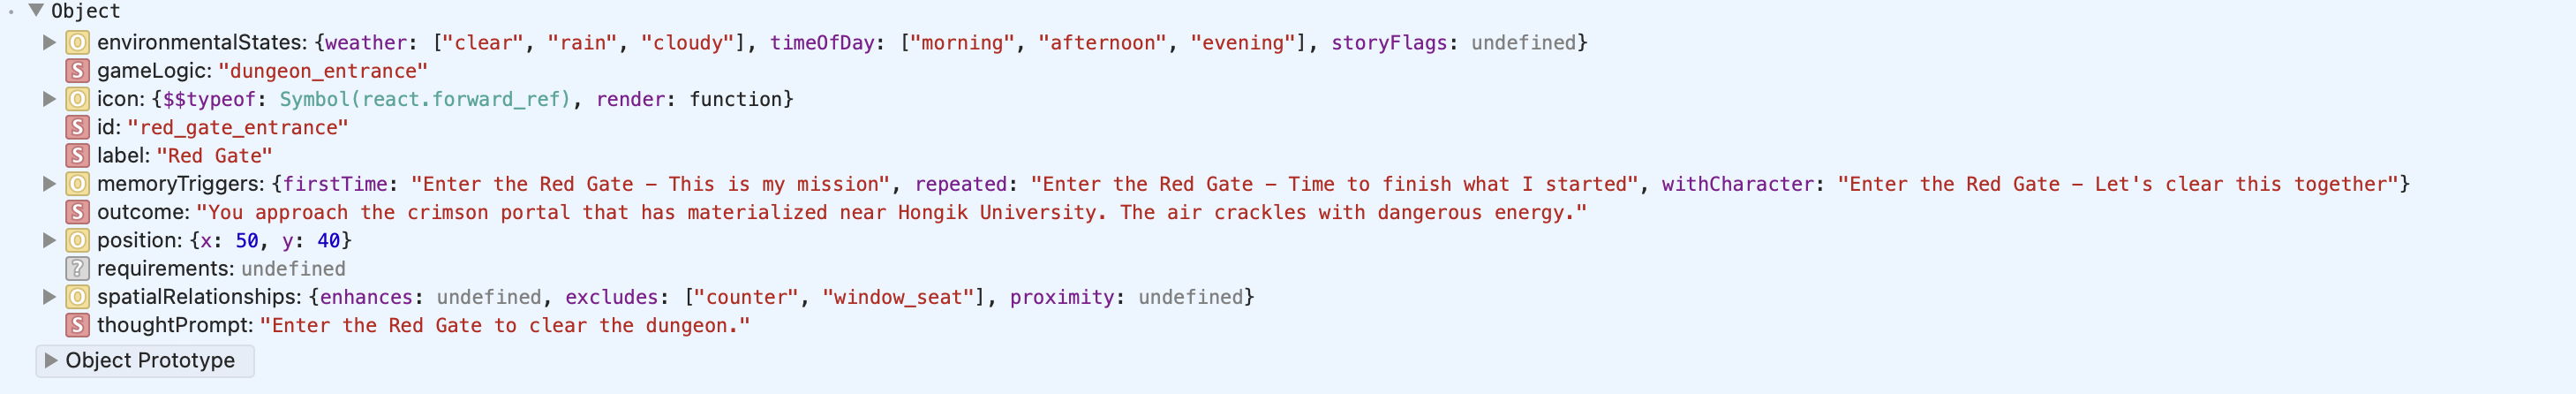 Object
O environmentalStates: {weather: ["clear", "rain", "cloudy"], timeOfDay: ["morning", "afternoon", "evening"], storyFlags: undefined}
S gameLogic: "dungeon_entrance"
O icon: {$$typeof: Symbol(react.forward_ref), render: function}
S id: "red_gate_entrance"
S label: "Red Gate"
O memoryTriggers: {firstTime: "Enter the Red Gate – This is my mission", repeated: "Enter the Red Gate – Time to finish what I started", withCharacter: "Enter the Red Gate – Let's clear this together"}
S outcome: "You approach the crimson portal that has materialized near Hongik University. The air crackles with dangerous energy."
O position: {x: 50, y: 40}
? requirements: undefined
O spatialRelationships: {enhances: undefined, excludes: ["counter", "window_seat"], proximity: undefined}
S thoughtPrompt: "Enter the Red Gate to clear the dungeon."
Object Prototype